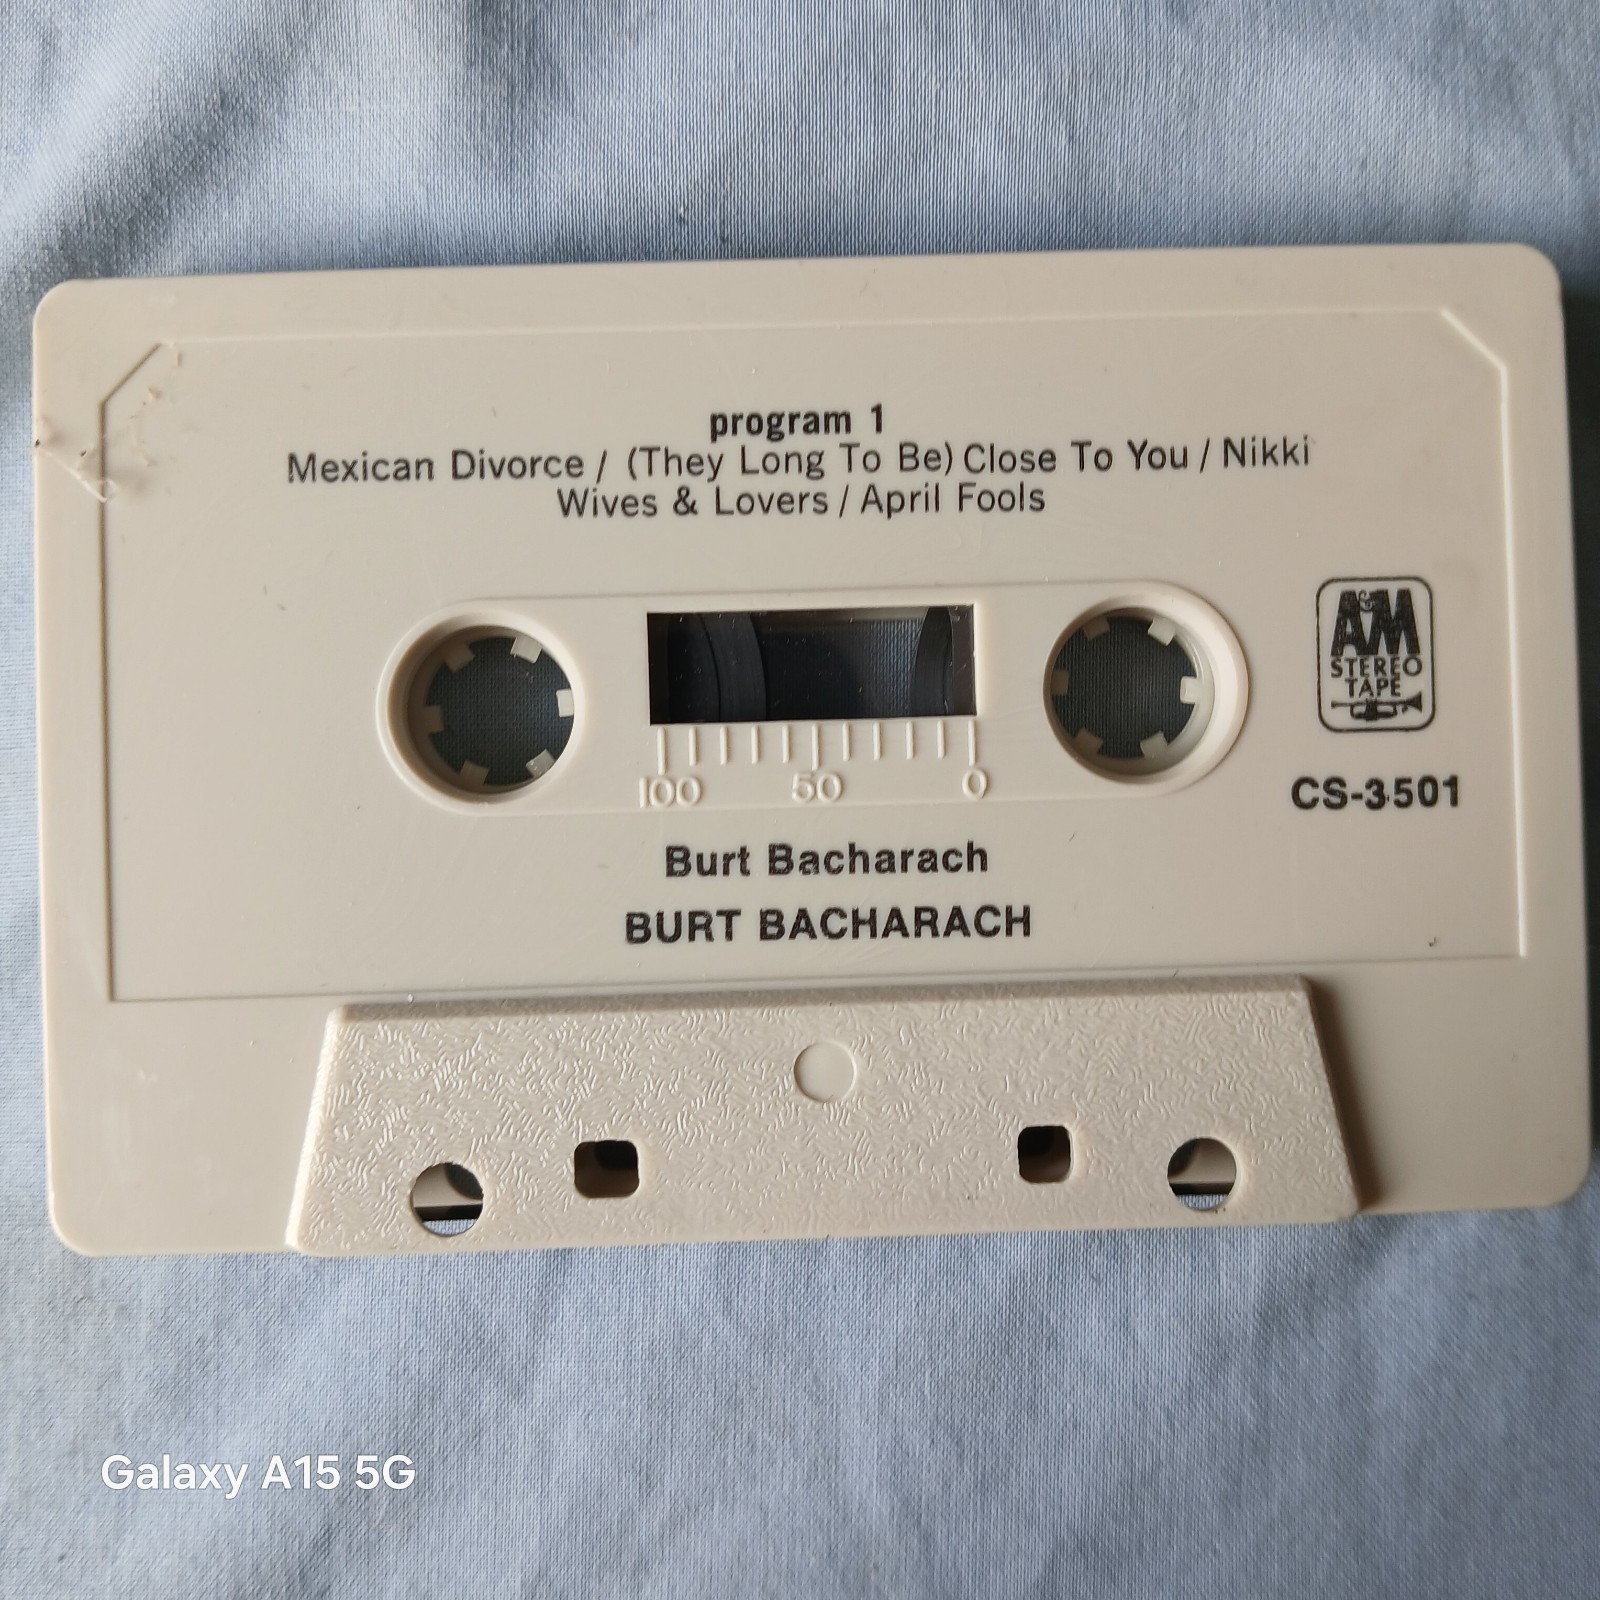 program 1
Mexican Divorce / (They Long To Be) Close To You / Nikki
Wives & Lovers / April Fools
A&M
STEREO
TAPE
100 50 0
CS-3501
Burt Bacharach
BURT BACHARACH
Galaxy A15 5G